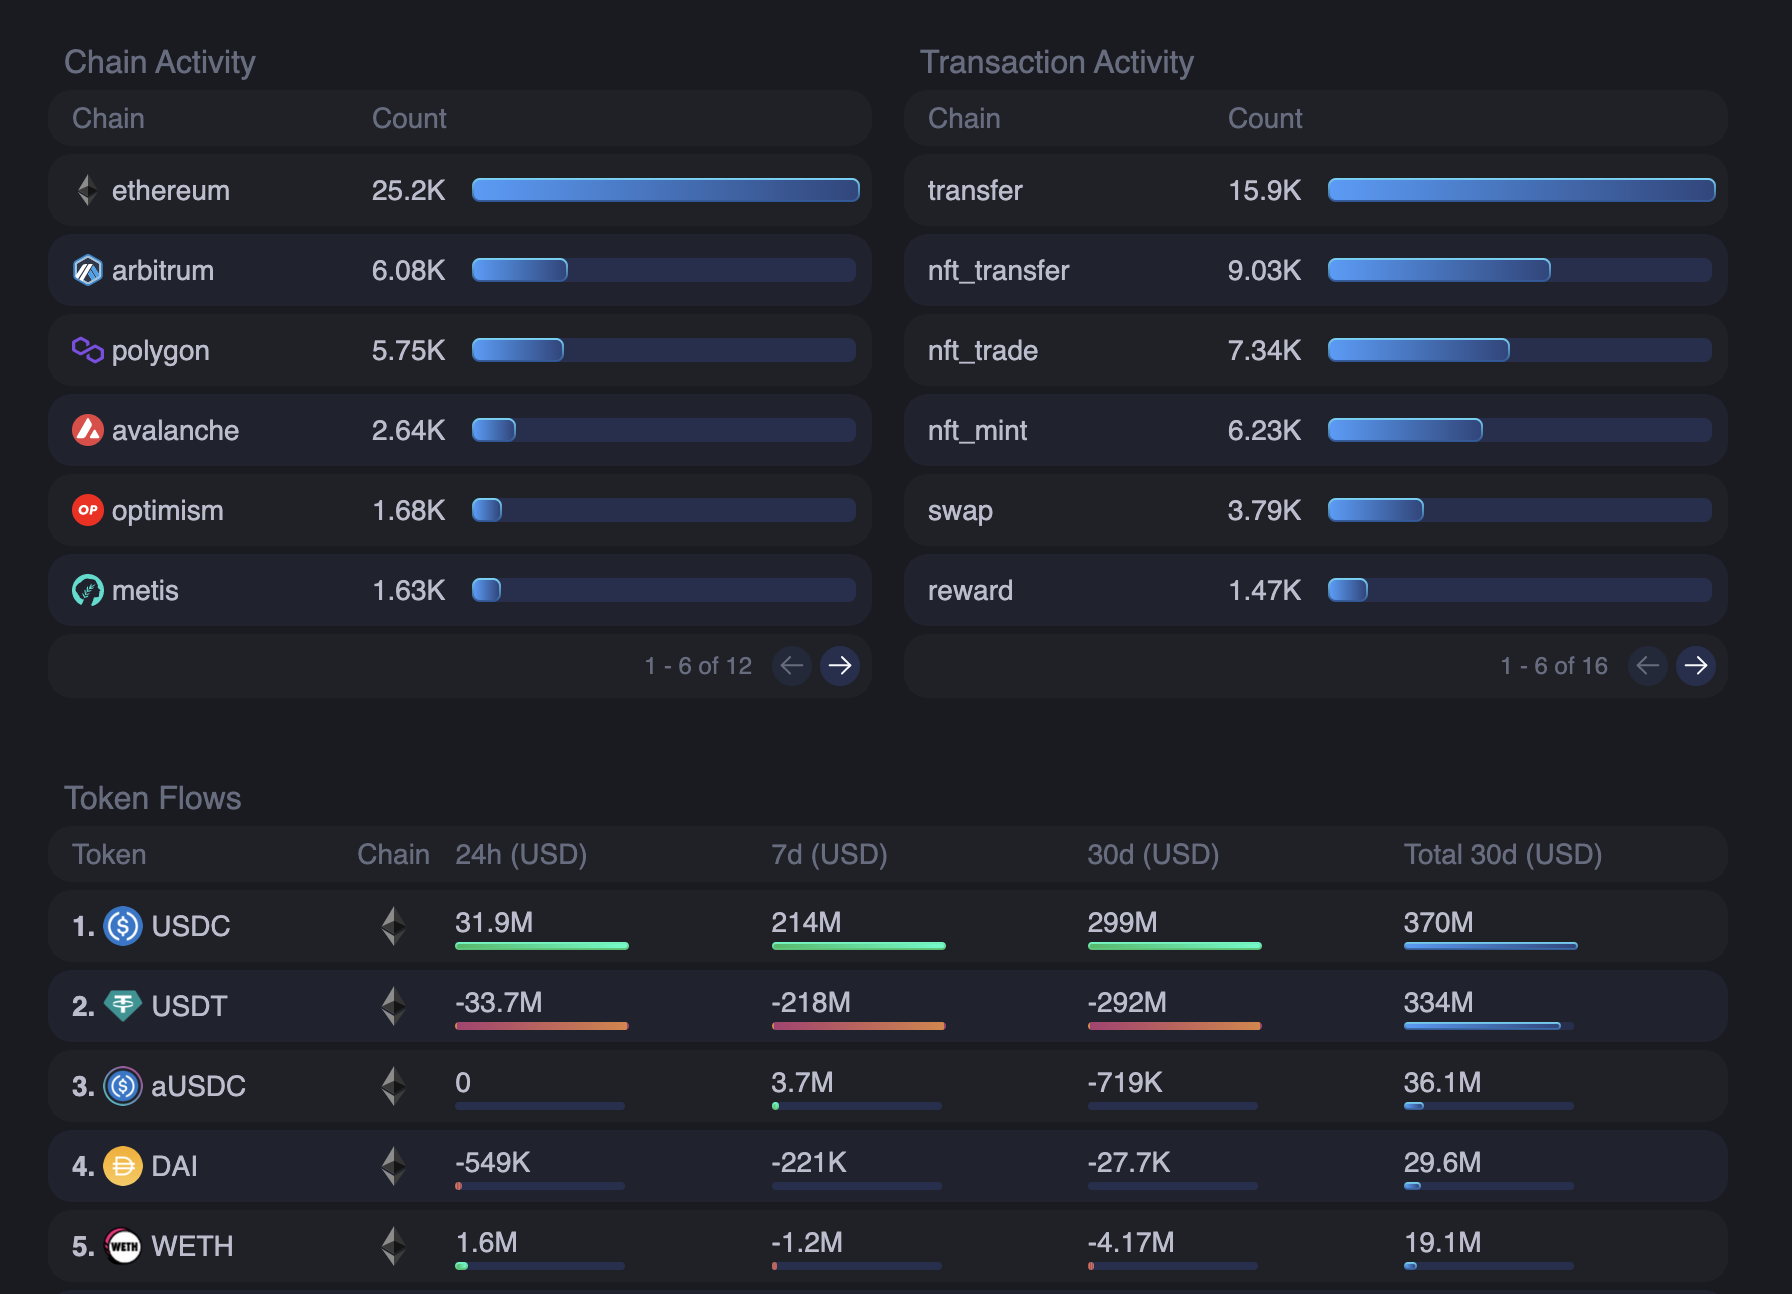 Chain Activity
Chain Count
ethereum 25.2K
arbitrum 6.08K
polygon 5.75K
avalanche 2.64K
OP optimism 1.68K
metis 1.63K
1 - 6 of 12
Transaction Activity
Chain Count
transfer 15.9K
nft_transfer 9.03K
nft_trade 7.34K
nft_mint 6.23K
swap 3.79K
reward 1.47K
1 - 6 of 16
Token Flows
Token Chain 24h (USD) 7d (USD) 30d (USD) Total 30d (USD)
1. USDC 31.9M 214M 299M 370M
2. USDT -33.7M -218M -292M 334M
3. aUSDC 0 3.7M -719K 36.1M
4. DAI -549K -221K -27.7K 29.6M
5. WETH WETH 1.6M -1.2M -4.17M 19.1M